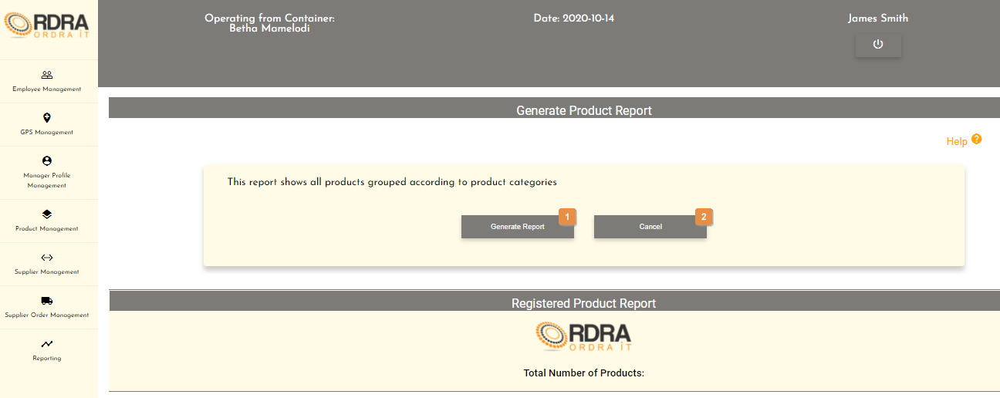 RDRA
ORDRA iT
Operating from Container:
Betha Mamelodi
Date: 2020-10-14
James Smith
Employee Management
GPS Management
Manager Profile
Management
Product Management
Supplier Management
Supplier Order Management
Reporting
Generate Product Report
Help ?
This report shows all products grouped according to product categories
Generate Report 1
Cancel 2
Registered Product Report
RDRA
ORDRA iT
Total Number of Products: